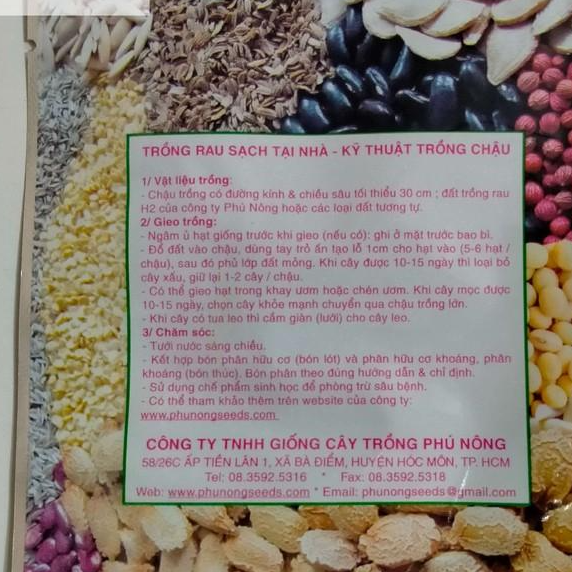 TRỒNG RAU SẠCH TẠI NHÀ - KỸ THUẬT TRỒNG CHẬU
1/ Vật liệu trồng:
- Chậu trồng có đường kính & chiều sâu tối thiểu 30 cm ; đất trồng rau
H2 của công ty Phú Nông hoặc các loại đất tương tự.
2/ Gieo trồng:
- Ngâm ủ hạt giống trước khi gieo (nếu có): ghi ở mặt trước bao bì.
- Đổ đất vào chậu, dùng tay trỏ ấn tạo lỗ 1cm cho hạt vào (5-6 hạt /
chậu), sau đó phủ lớp đất mỏng. Khi cây được 10-15 ngày thì loại bỏ
cây xấu, giữ lại 1-2 cây / chậu.
- Có thể gieo hạt trong khay ươm hoặc chén ươm. Khi cây mọc được
10-15 ngày, chọn cây khỏe mạnh chuyển qua chậu trồng lớn.
- Khi cây có tua leo thì cắm giàn (lưới) cho cây leo.
3/ Chăm sóc:
- Tưới nước sáng chiều.
- Kết hợp bón phân hữu cơ (bón lót) và phân hữu cơ khoáng, phân
khoáng (bón thúc). Bón phân theo đúng hướng dẫn & chỉ định.
- Sử dụng chế phẩm sinh học để phòng trừ sâu bệnh.
- Có thể tham khảo thêm trên website của công ty:
www.phunongseeds.com
CÔNG TY TNHH GIỐNG CÂY TRỒNG PHÚ NÔNG
58/26C ẤP TIỀN LÂN 1, XÃ BÀ ĐIỂM, HUYỆN HÓC MÔN, TP. HCM
Tel: 08.3592.5316 * Fax: 08.3592.5318
Web: www.phunongseeds.com * Email: phunongseeds@gmail.com